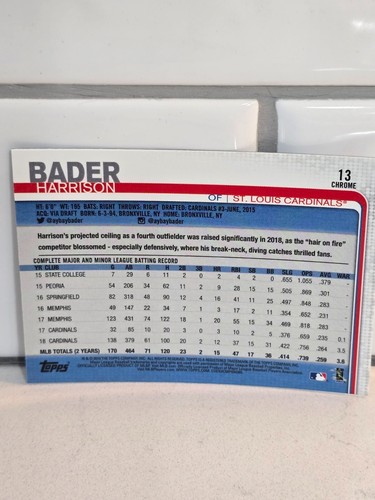 BADER
HARRISON
13
CHROME
OF | ST. LOUIS CARDINALS®
HT: 6'0" WT: 195 BATS: RIGHT THROWS: RIGHT DRAFTED: CARDINALS #3-JUNE, 2015
ACQ: VIA DRAFT BORN: 6-3-94, BRONXVILLE, NY HOME: BRONXVILLE, NY
@aybaybader @aybaybader
Harrison's projected ceiling as a fourth outfielder was raised significantly in 2018, as the "hair on fire"
competitor blossomed - especially defensively, where his break-neck, diving catches thrilled fans.
COMPLETE MAJOR AND MINOR LEAGUE BATTING RECORD
YR CLUB G AB R H 2B 3B HR RBI SB BB SLG OPS AVG WAR
15 STATE COLLEGE 7 29 6 11 2 .655 1.055 .379
15 PEORIA 54 206 34 62 11 2 9 28 15 15 .505 .869 .301
16 SPRINGFIELD 82 318 48 90 12 4 16 41 11 25 .497 .848 .283
16 MEMPHIS 49 147 22 34 7 1 3 17 2 11 .354 .652 .231
17 MEMPHIS 123 431 74 122 18 1 20 55 15 34 .469 .816 .283
17 CARDINALS 32 85 10 20 3 0 3 10 2 5 .376 .659 .235 0.1
18 CARDINALS 138 379 61 100 20 2 12 37 15 31 .422 .756 .264 3.5
MLB TOTALS (2 YEARS) 170 464 71 120 23 2 15 47 17 36 .414 .738 .259 3.6
Topps